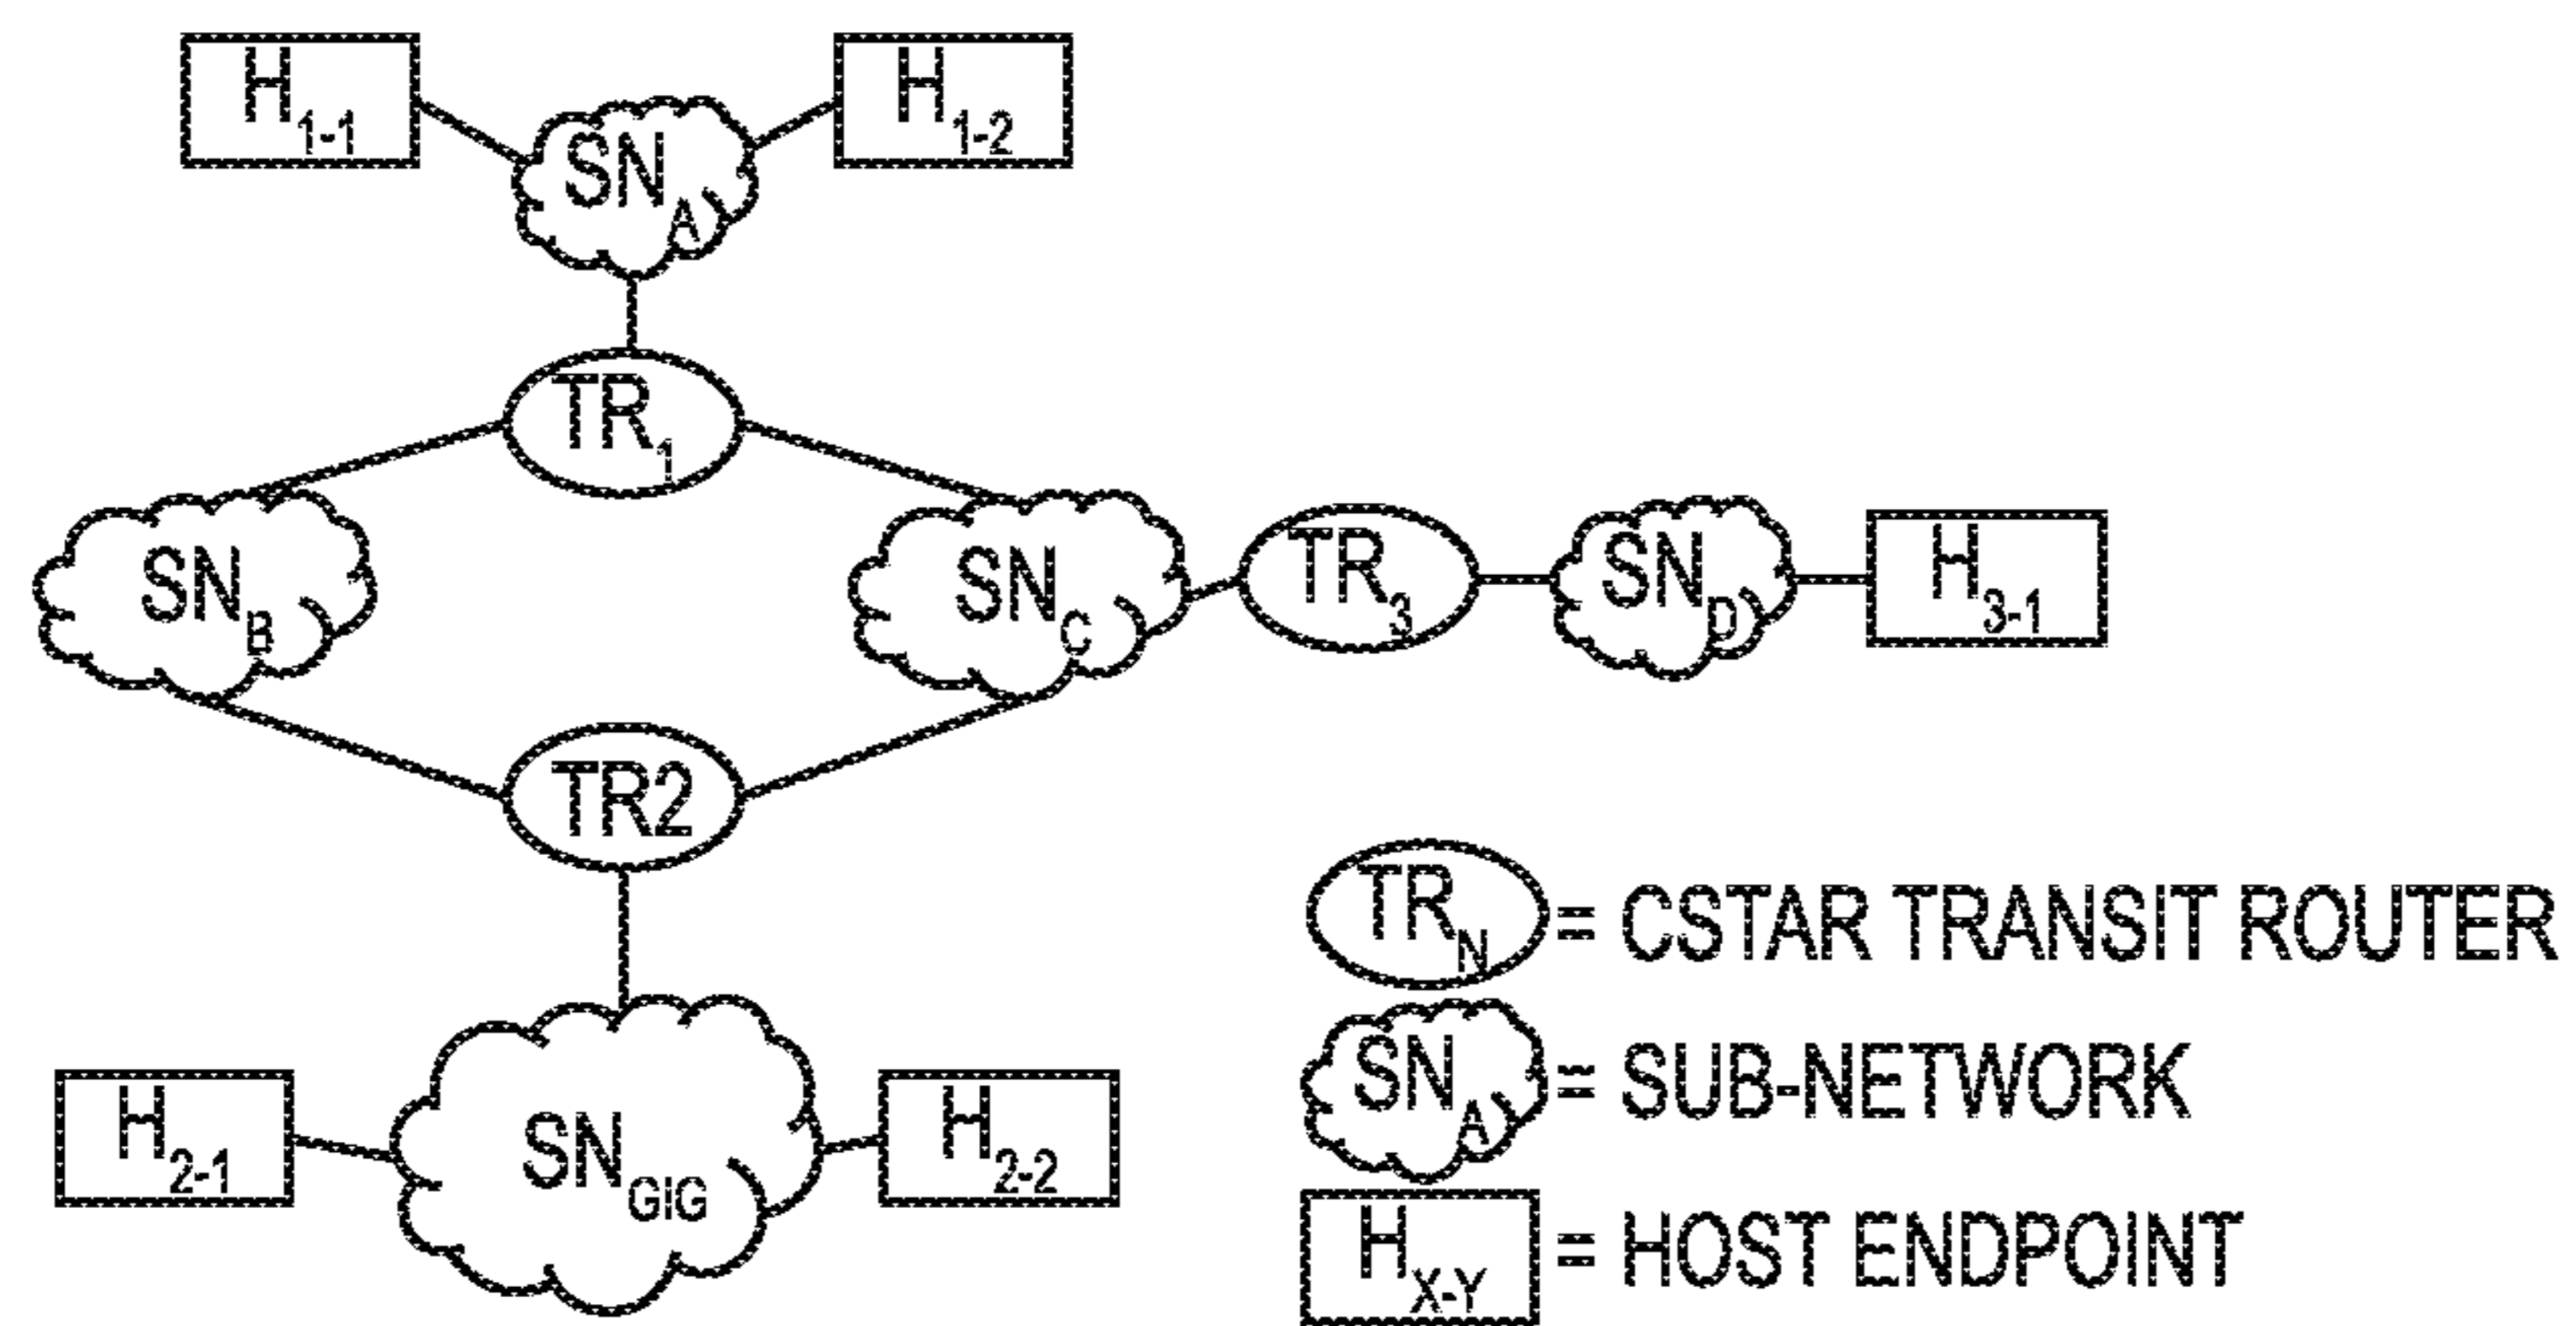 H1-1
H1-2
SNA
TR1
SNB
SNC
TR3
SND
H3-1
TR2
TRN = CSTAR TRANSIT ROUTER
SNA = SUB-NETWORK
H2-1
SNGIG
H2-2
HX-Y = HOST ENDPOINT